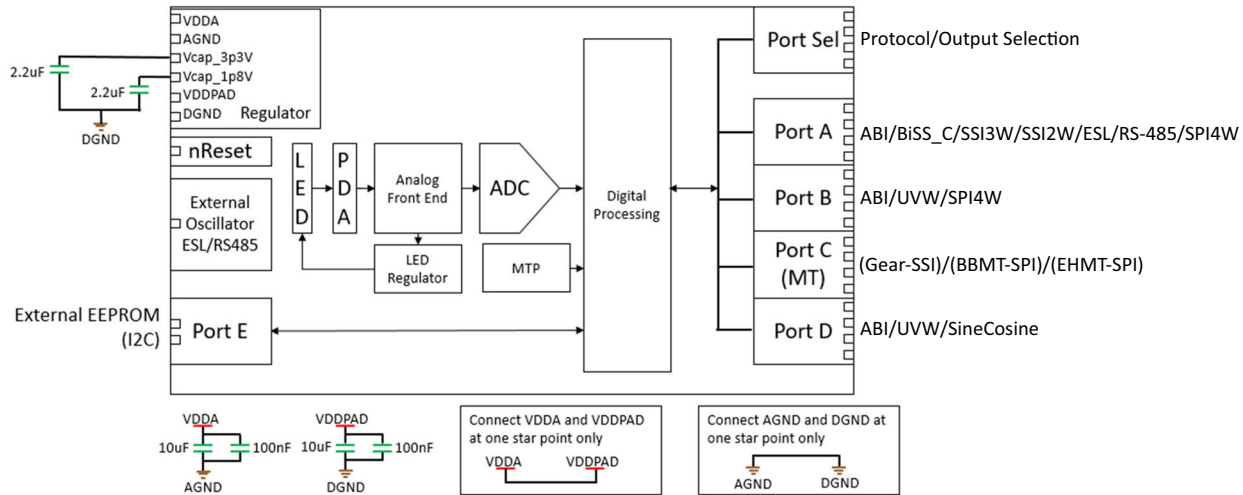 VDDA
AGND
Vcap_3p3V
Vcap_1p8V
VDDPAD
DGND
Regulator
2.2uF
2.2uF
DGND
nReset
External
Oscillator
ESL/RS485
External EEPROM
(I2C)
Port E
L
E
D
P
D
A
Analog
Front End
ADC
LED
Regulator
MTP
Digital
Processing
Port Sel
Protocol/Output Selection
Port A
ABI/BiSS_C/SSI3W/SSI2W/ESL/RS-485/SPI4W
Port B
ABI/UVW/SPI4W
Port C
(MT)
(Gear-SSI)/(BBMT-SPI)/(EHMT-SPI)
Port D
ABI/UVW/SineCosine
VDDA
10uF
100nF
AGND
VDDPAD
10uF
100nF
DGND
Connect VDDA and VDDPAD
at one star point only
VDDA
VDDPAD
Connect AGND and DGND at
one star point only
AGND
DGND